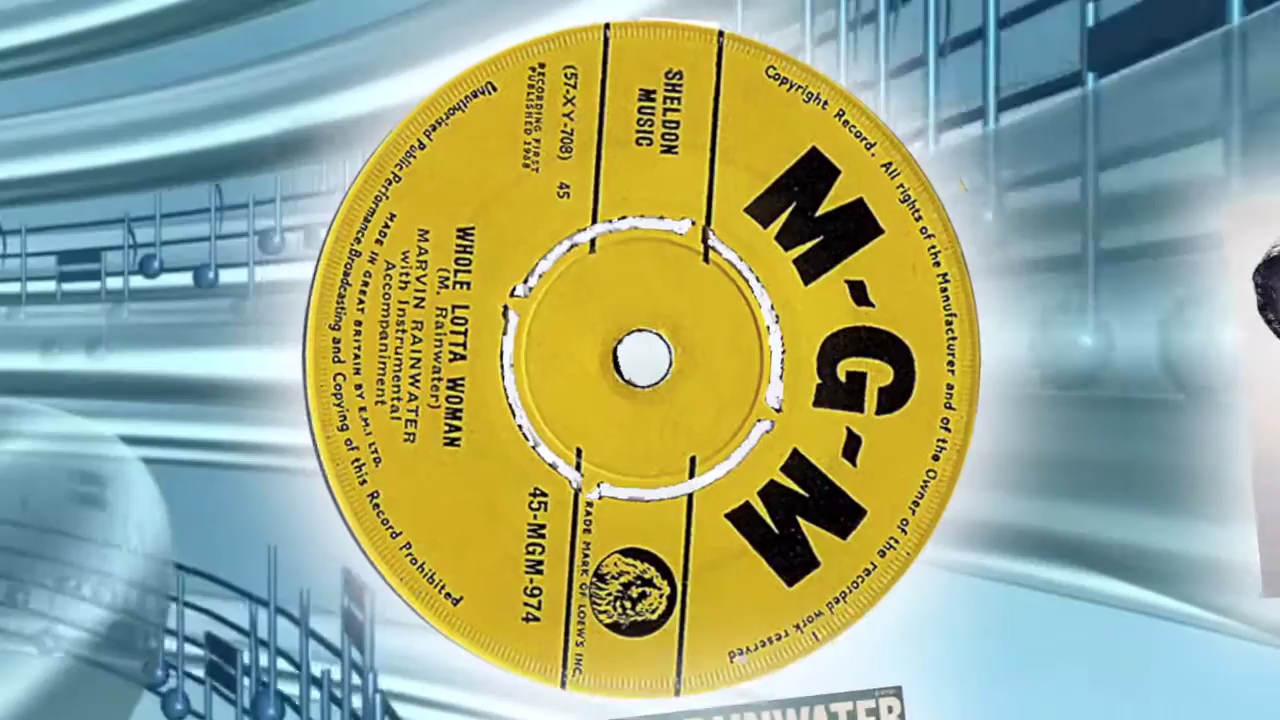 Copyright Record. All rights of the Manufacturer and of the Owner of the recorded work reserved
M-G-M
SHELDON
MUSIC
TRADE MARK OF LOEW'S INC.
(57-XY-708) 45
RECORDING FIRST
PUBLISHED 1958
45-MGM-974
WHOLE LOTTA WOMAN
(M. Rainwater)
MARVIN RAINWATER
with Instrumental
Accompaniment
MADE IN GREAT BRITAIN BY E.M.I LTD.
Unauthorised Public Performance, Broadcasting and Copying of this Record Prohibited
RAINWATER